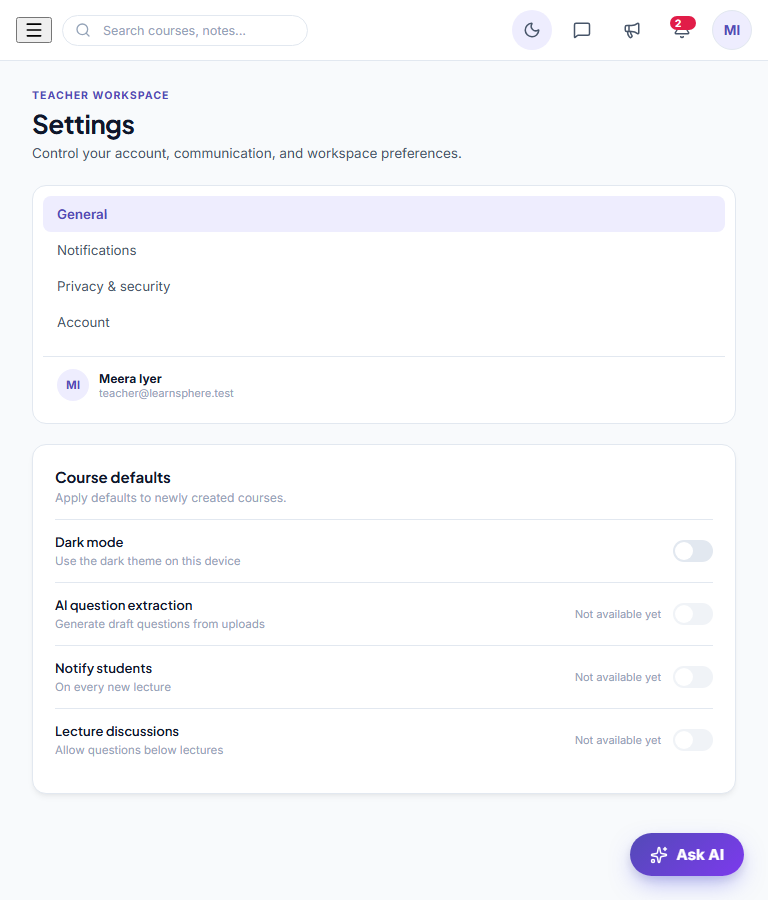 Search courses, notes...
2
MI
TEACHER WORKSPACE
Settings
Control your account, communication, and workspace preferences.
General
Notifications
Privacy & security
Account
MI
Meera Iyer
teacher@learnsphere.test
Course defaults
Apply defaults to newly created courses.
Dark mode
Use the dark theme on this device
AI question extraction
Generate draft questions from uploads
Not available yet
Notify students
On every new lecture
Not available yet
Lecture discussions
Allow questions below lectures
Not available yet
Ask AI